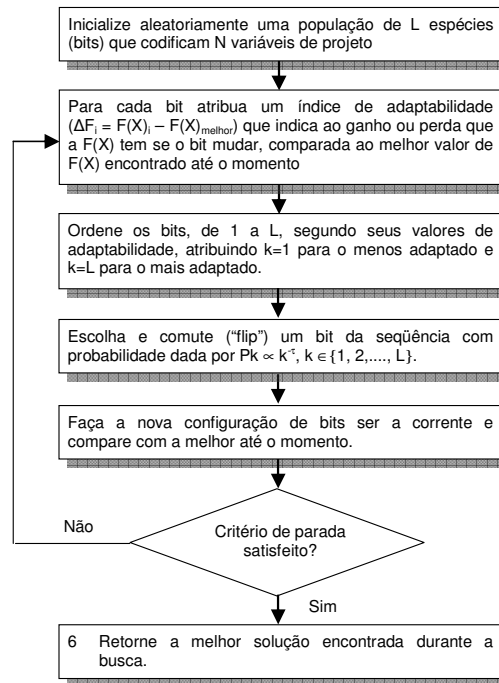 Inicialize aleatoriamente uma população de L espécies
(bits) que codificam N variáveis de projeto
Para cada bit atribua um índice de adaptabilidade
(ΔFi = F(X)i – F(X)melhor) que indica ao ganho ou perda que
a F(X) tem se o bit mudar, comparada ao melhor valor de
F(X) encontrado até o momento
Ordene os bits, de 1 a L, segundo seus valores de
adaptabilidade, atribuindo k=1 para o menos adaptado e
k=L para o mais adaptado.
Escolha e comute (“flip”) um bit da seqüência com
probabilidade dada por Pk ∝ k^-τ, k ∈ {1, 2,...., L}.
Faça a nova configuração de bits ser a corrente e
compare com a melhor até o momento.
Não
Critério de parada
satisfeito?
Sim
6 Retorne a melhor solução encontrada durante a
busca.